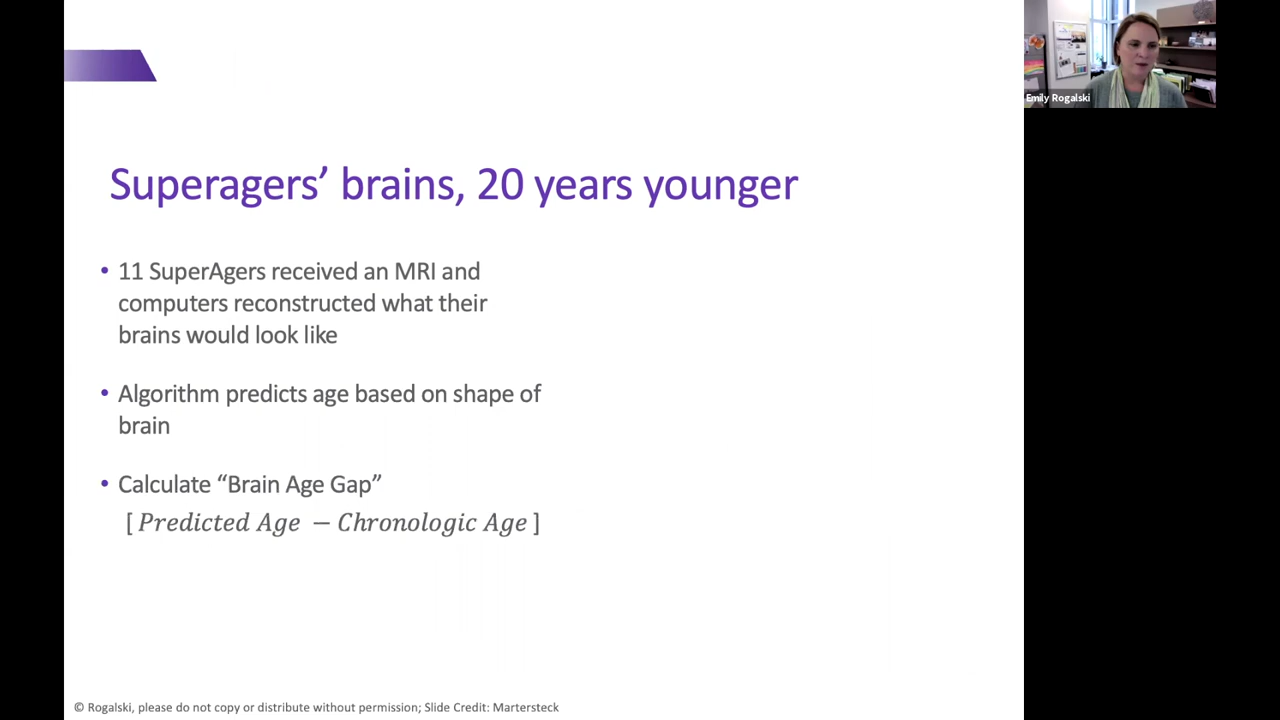 Emily Rogalski
Superagers’ brains, 20 years younger
• 11 SuperAgers received an MRI and
computers reconstructed what their
brains would look like
• Algorithm predicts age based on shape of
brain
• Calculate “Brain Age Gap”
[ Predicted Age − Chronologic Age ]
© Rogalski, please do not copy or distribute without permission; Slide Credit: Martersteck